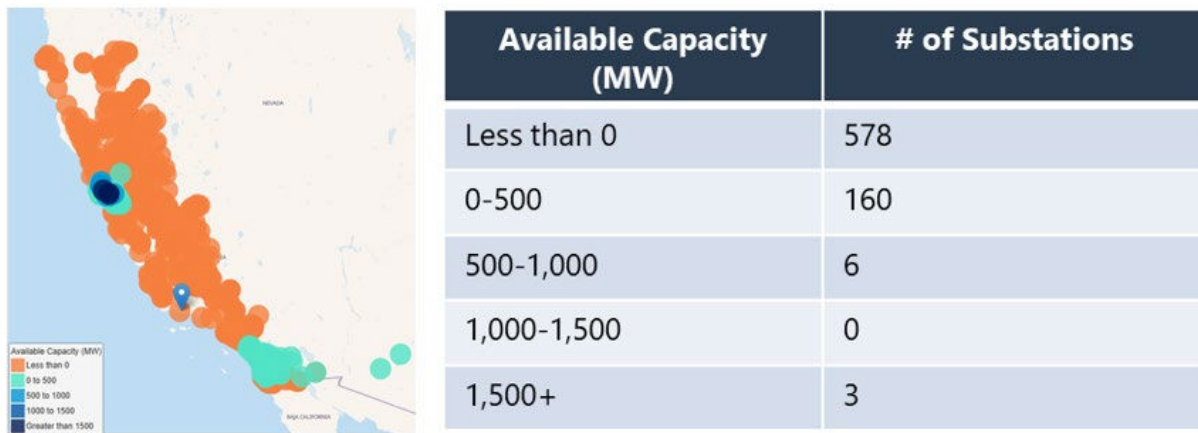 NEVADA
BAJA CALIFORNIA
Available Capacity (MW)
Less than 0
0 to 500
500 to 1000
1000 to 1500
Greater than 1500
Available Capacity
(MW)
# of Substations
Less than 0
578
0-500
160
500-1,000
6
1,000-1,500
0
1,500+
3